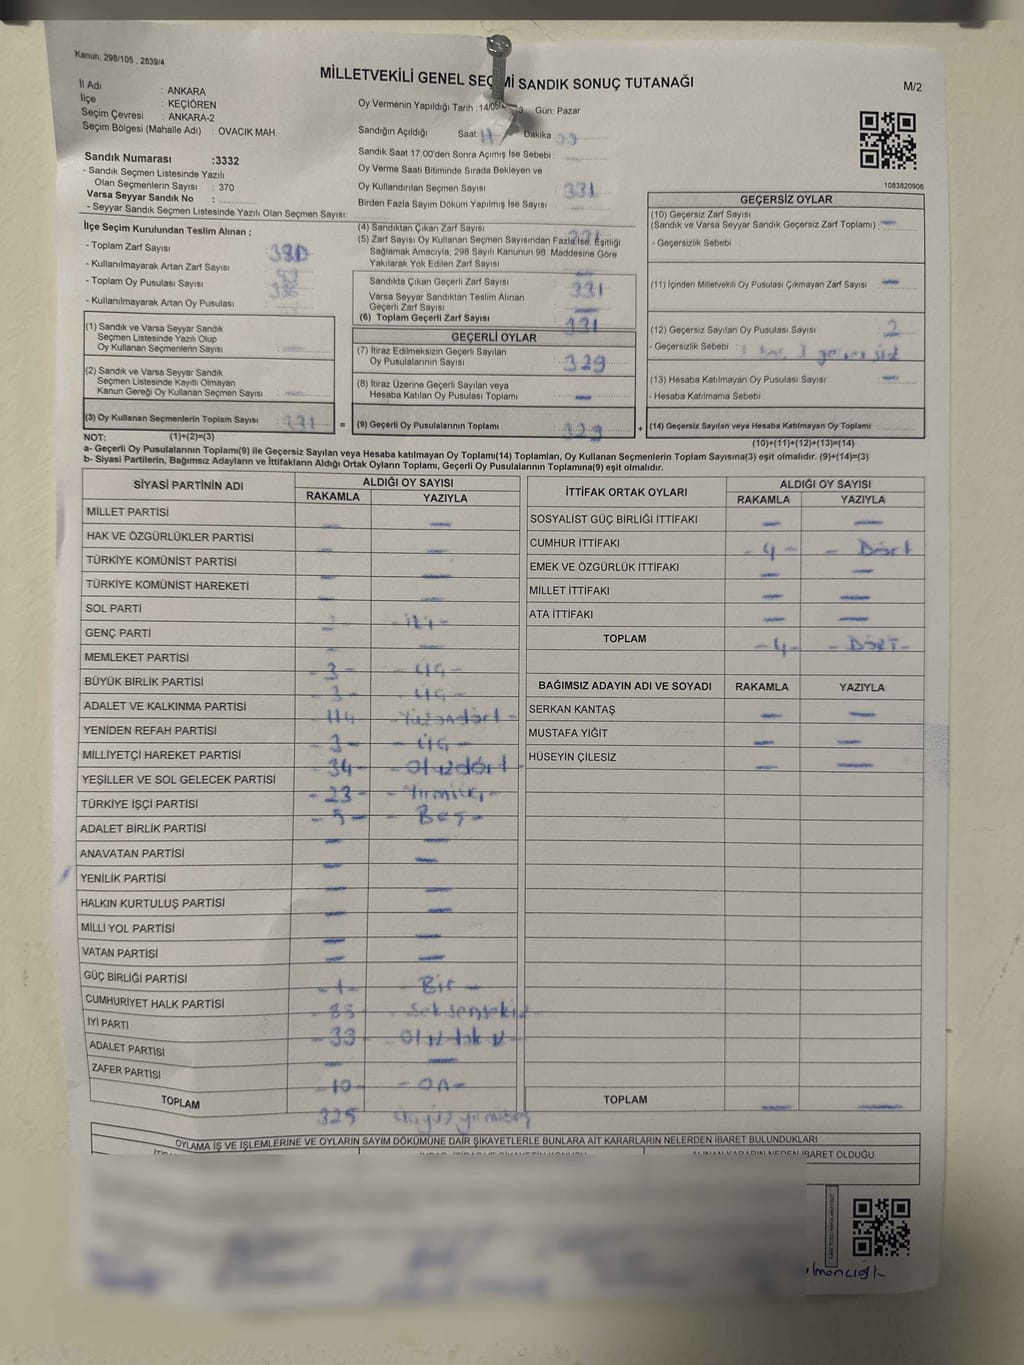 Kanun: 298/105 , 2839/4
MİLLETVEKİLİ GENEL SEÇİMİ SANDIK SONUÇ TUTANAĞI
M/2
İl Adı : ANKARA
İlçe : KEÇİÖREN
Seçim Çevresi : ANKARA-2
Seçim Bölgesi (Mahalle Adı) : OVACIK MAH.
Sandık Numarası :3332
- Sandık Seçmen Listesinde Yazılı
Olan Seçmenlerin Sayısı : 370
Varsa Seyyar Sandık No :
- Seyyar Sandık Seçmen Listesinde Yazılı Olan Seçmen Sayısı:
Oy Vermenin Yapıldığı Tarih : 14/05 3 Gün: Pazar
Sandığın Açıldığı Saat Dakika
Sandık Saat 17:00'den Sonra Açımış İse Sebebi :
Oy Verme Saati Bitiminde Sırada Bekleyen ve
Oy Kullandırılan Seçmen Sayısı : 331
Birden Fazla Sayım Döküm Yapılmış İse Sayısı :
1083820906
İlçe Seçim Kurulundan Teslim Alınan ;
- Toplam Zarf Sayısı : 380
- Kullanılmayarak Artan Zarf Sayısı :
- Toplam Oy Pusulası Sayısı :
- Kullanılmayarak Artan Oy Pusulası :
(1) Sandık ve Varsa Seyyar Sandık
Seçmen Listesinde Yazılı Olup
Oy Kullanan Seçmenlerin Sayısı :
(2) Sandık ve Varsa Seyyar Sandık
Seçmen Listesinde Kayıtlı Olmayan
Kanun Gereği Oy Kullanan Seçmen Sayısı :
(3) Oy Kullanan Seçmenlerin Toplam Sayısı : 331
(4) Sandıktan Çıkan Zarf Sayısı : 331
(5) Zarf Sayısı Oy Kullanan Seçmen Sayısından Fazla İse, Eşitliği
Sağlamak Amacıyla, 298 Sayılı Kanunun 98. Maddesine Göre
Yakılarak Yok Edilen Zarf Sayısı :
Sandıkta Çıkan Geçerli Zarf Sayısı : 331
Varsa Seyyar Sandıktan Teslim Alınan
Geçerli Zarf Sayısı : —
(6) Toplam Geçerli Zarf Sayısı : 331
GEÇERLİ OYLAR
(7) İtiraz Edilmeksizin Geçerli Sayılan
Oy Pusulalarının Sayısı : 329
(8) İtiraz Üzerine Geçerli Sayılan veya
Hesaba Katılan Oy Pusulası Toplamı : —
= (9) Geçerli Oy Pusulalarının Toplamı : 329 +
GEÇERSİZ OYLAR
(10) Geçersiz Zarf Sayısı
(Sandık ve Varsa Seyyar Sandık Geçersiz Zarf Toplamı) : —
- Geçersizlik Sebebi :
(11) İçinden Milletvekili Oy Pusulası Çıkmayan Zarf Sayısı : —
(12) Geçersiz Sayılan Oy Pusulası Sayısı : 2
- Geçersizlik Sebebi :
(13) Hesaba Katılmayan Oy Pusulası Sayısı : —
- Hesaba Katılmama Sebebi
(14) Geçersiz Sayılan veya Hesaba Katılmayan Oy Toplamı :
NOT: (1)+(2)=(3)
(10)+(11)+(12)+(13)=(14)
a- Geçerli Oy Pusulalarının Toplamı(9) ile Geçersiz Sayılan veya Hesaba katılmayan Oy Toplamı(14) Toplamları, Oy Kullanan Seçmenlerin Toplam Sayısına(3) eşit olmalıdır. (9)+(14)=(3)
b- Siyasi Partilerin, Bağımsız Adayların ve İttifakların Aldığı Ortak Oyların Toplamı, Geçerli Oy Pusulalarının Toplamına(9) eşit olmalıdır.
SİYASİ PARTİNİN ADI ALDIĞI OY SAYISI
RAKAMLA YAZIYLA
MİLLET PARTİSİ — —
HAK VE ÖZGÜRLÜKLER PARTİSİ — —
TÜRKİYE KOMÜNİST PARTİSİ — —
TÜRKİYE KOMÜNİST HAREKETİ — —
SOL PARTİ
GENÇ PARTİ - iki -
MEMLEKET PARTİSİ 3 - ÜÇ -
BÜYÜK BİRLİK PARTİSİ - 3 - - ÜÇ -
ADALET VE KALKINMA PARTİSİ - 114 - Yüzondört -
YENİDEN REFAH PARTİSİ - 3 - - ÜÇ -
MİLLİYETÇİ HAREKET PARTİSİ - 34 - - Otuzdört
YEŞİLLER VE SOL GELECEK PARTİSİ - 23 -
TÜRKİYE İŞÇİ PARTİSİ - 5 - - Beş -
ADALET BİRLİK PARTİSİ — —
ANAVATAN PARTİSİ — —
YENİLİK PARTİSİ — —
HALKIN KURTULUŞ PARTİSİ — —
MİLLİ YOL PARTİSİ — —
VATAN PARTİSİ — —
GÜÇ BİRLİĞİ PARTİSİ - 1 - - Bir -
CUMHURİYET HALK PARTİSİ
İYİ PARTİ - 33
ADALET PARTİSİ — —
ZAFER PARTİSİ - 10 - - ON -
TOPLAM 325
İTTİFAK ORTAK OYLARI ALDIĞI OY SAYISI
RAKAMLA YAZIYLA
SOSYALİST GÜÇ BİRLİĞİ İTTİFAKI — —
CUMHUR İTTİFAKI - 4 - - Dört
EMEK VE ÖZGÜRLÜK İTTİFAKI — —
MİLLET İTTİFAKI — —
ATA İTTİFAKI — —
TOPLAM - 4 - - DÖRT -
BAĞIMSIZ ADAYIN ADI VE SOYADI RAKAMLA YAZIYLA
SERKAN KANTAŞ — —
MUSTAFA YİĞİT — —
HÜSEYİN ÇİLESİZ — —
TOPLAM — —
OYLAMA İŞ VE İŞLEMLERİNE VE OYLARIN SAYIM DÖKÜMÜNE DAİR ŞİKAYETLERLE BUNLARA AİT KARARLARIN NELERDEN İBARET BULUNDUKLARI
ALINAN KARARIN NEDEN İBARET OLDUĞU